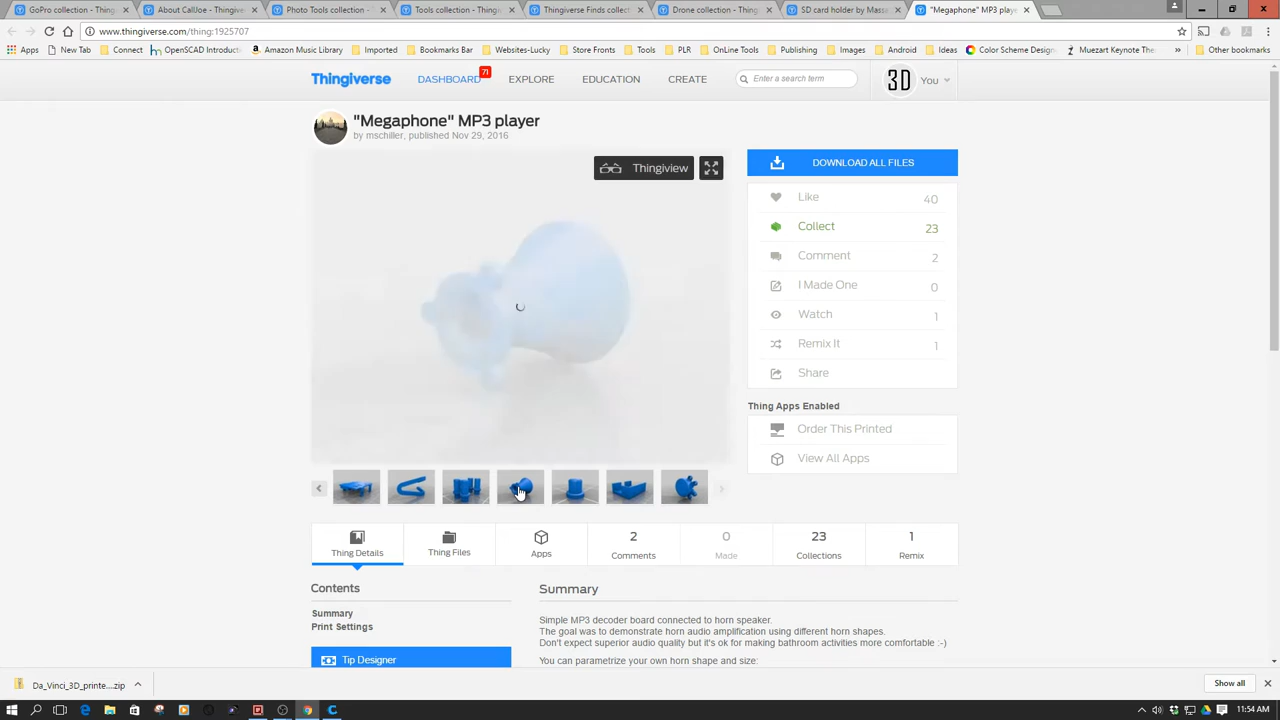 GoPro collection - Thing
About CallJoe - Thingive
Photo Tools collection -
Tools collection - Thingi
Thingiverse Finds collect
Drone collection - Thing
SD card holder by Massa
"Megaphone" MP3 playe
www.thingiverse.com/thing:1925707
Apps
New Tab
Connect
OpenSCAD Introduct
Amazon Music Library
Imported
Bookmarks Bar
Websites-Lucky
Store Fronts
Tools
PLR
OnLine Tools
Publishing
Images
Android
Ideas
Color Scheme Design
Muezart Keynote The
»
Other bookmarks
Thingiverse
DASHBOARD
71
EXPLORE
EDUCATION
CREATE
Enter a search term
3D
You
"Megaphone" MP3 player
by mschiller, published Nov 29, 2016
Thingiview
DOWNLOAD ALL FILES
Like 40
Collect 23
Comment 2
I Made One 0
Watch 1
Remix It 1
Share
Thing Apps Enabled
Order This Printed
View All Apps
Thing Details
Thing Files
Apps
2
Comments
0
Made
23
Collections
1
Remix
Contents
Summary
Print Settings
Tip Designer
Summary
Simple MP3 decoder board connected to horn speaker.
The goal was to demonstrate horn audio amplification using different horn shapes.
Don't expect superior audio quality but it's ok for making bathroom activities more comfortable :-)
You can parametrize your own horn shape and size:
Da_Vinci_3D_printe....zip
Show all
11:54 AM